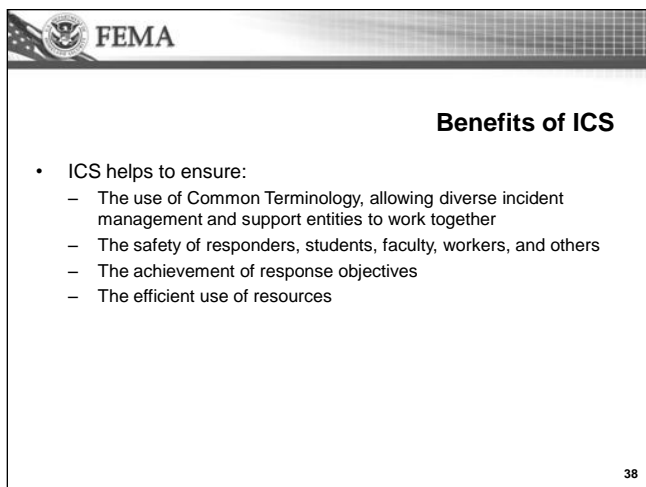 FEMA
Benefits of ICS
• ICS helps to ensure:
– The use of Common Terminology, allowing diverse incident
management and support entities to work together
– The safety of responders, students, faculty, workers, and others
– The achievement of response objectives
– The efficient use of resources
38